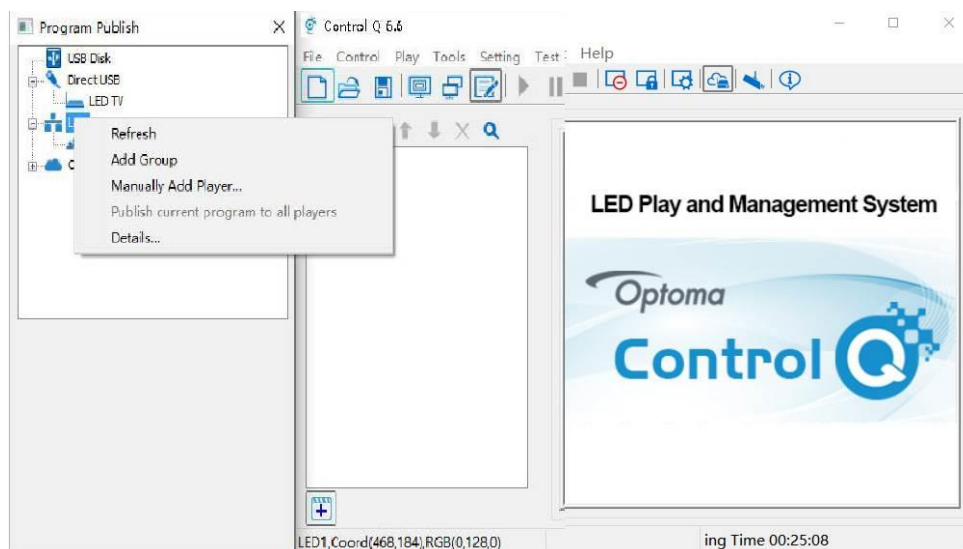 Program Publish
USB Disk
Direct USB
LED TV
Refresh
Add Group
Manually Add Player...
Publish current program to all players
Details...
Control Q 6.6
File Control Play Tools Setting Test Help
LED Play and Management System
Optoma
Control Q
LED1,Coord(468,184),RGB(0,128,0)
ing Time 00:25:08